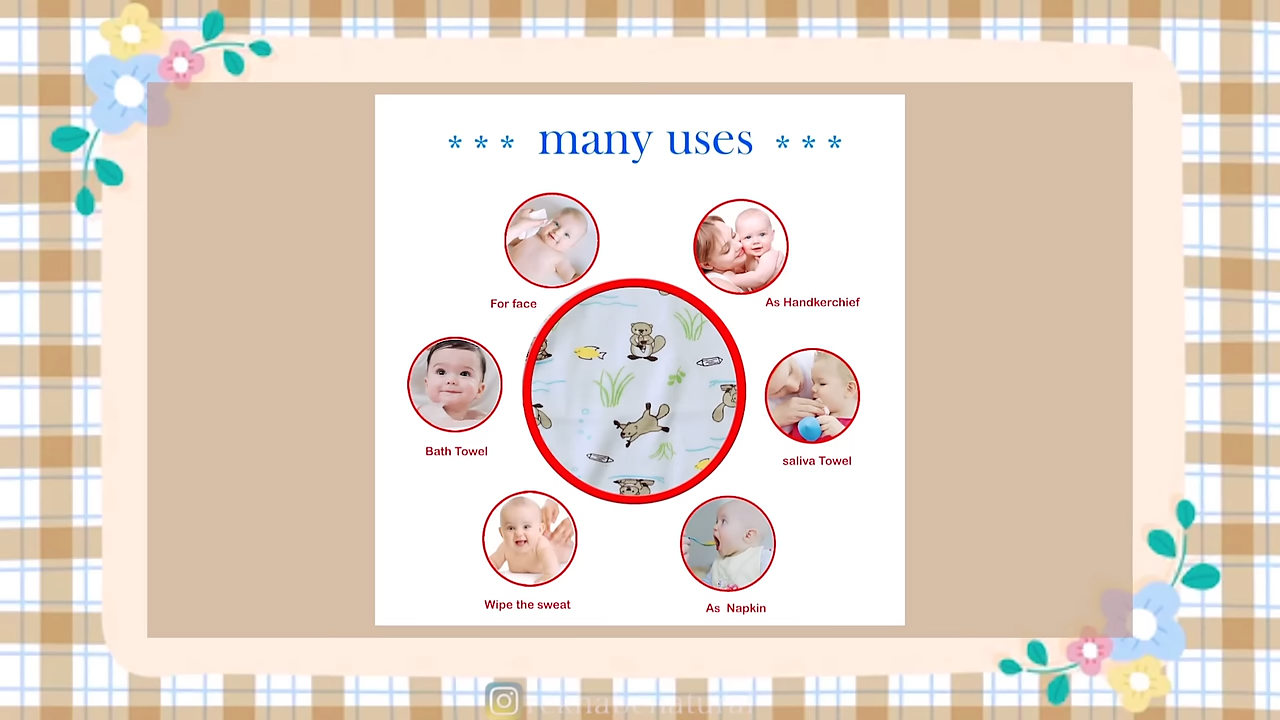 *** many uses ***
For face
As Handkerchief
Bath Towel
saliva Towel
Wipe the sweat
As Napkin